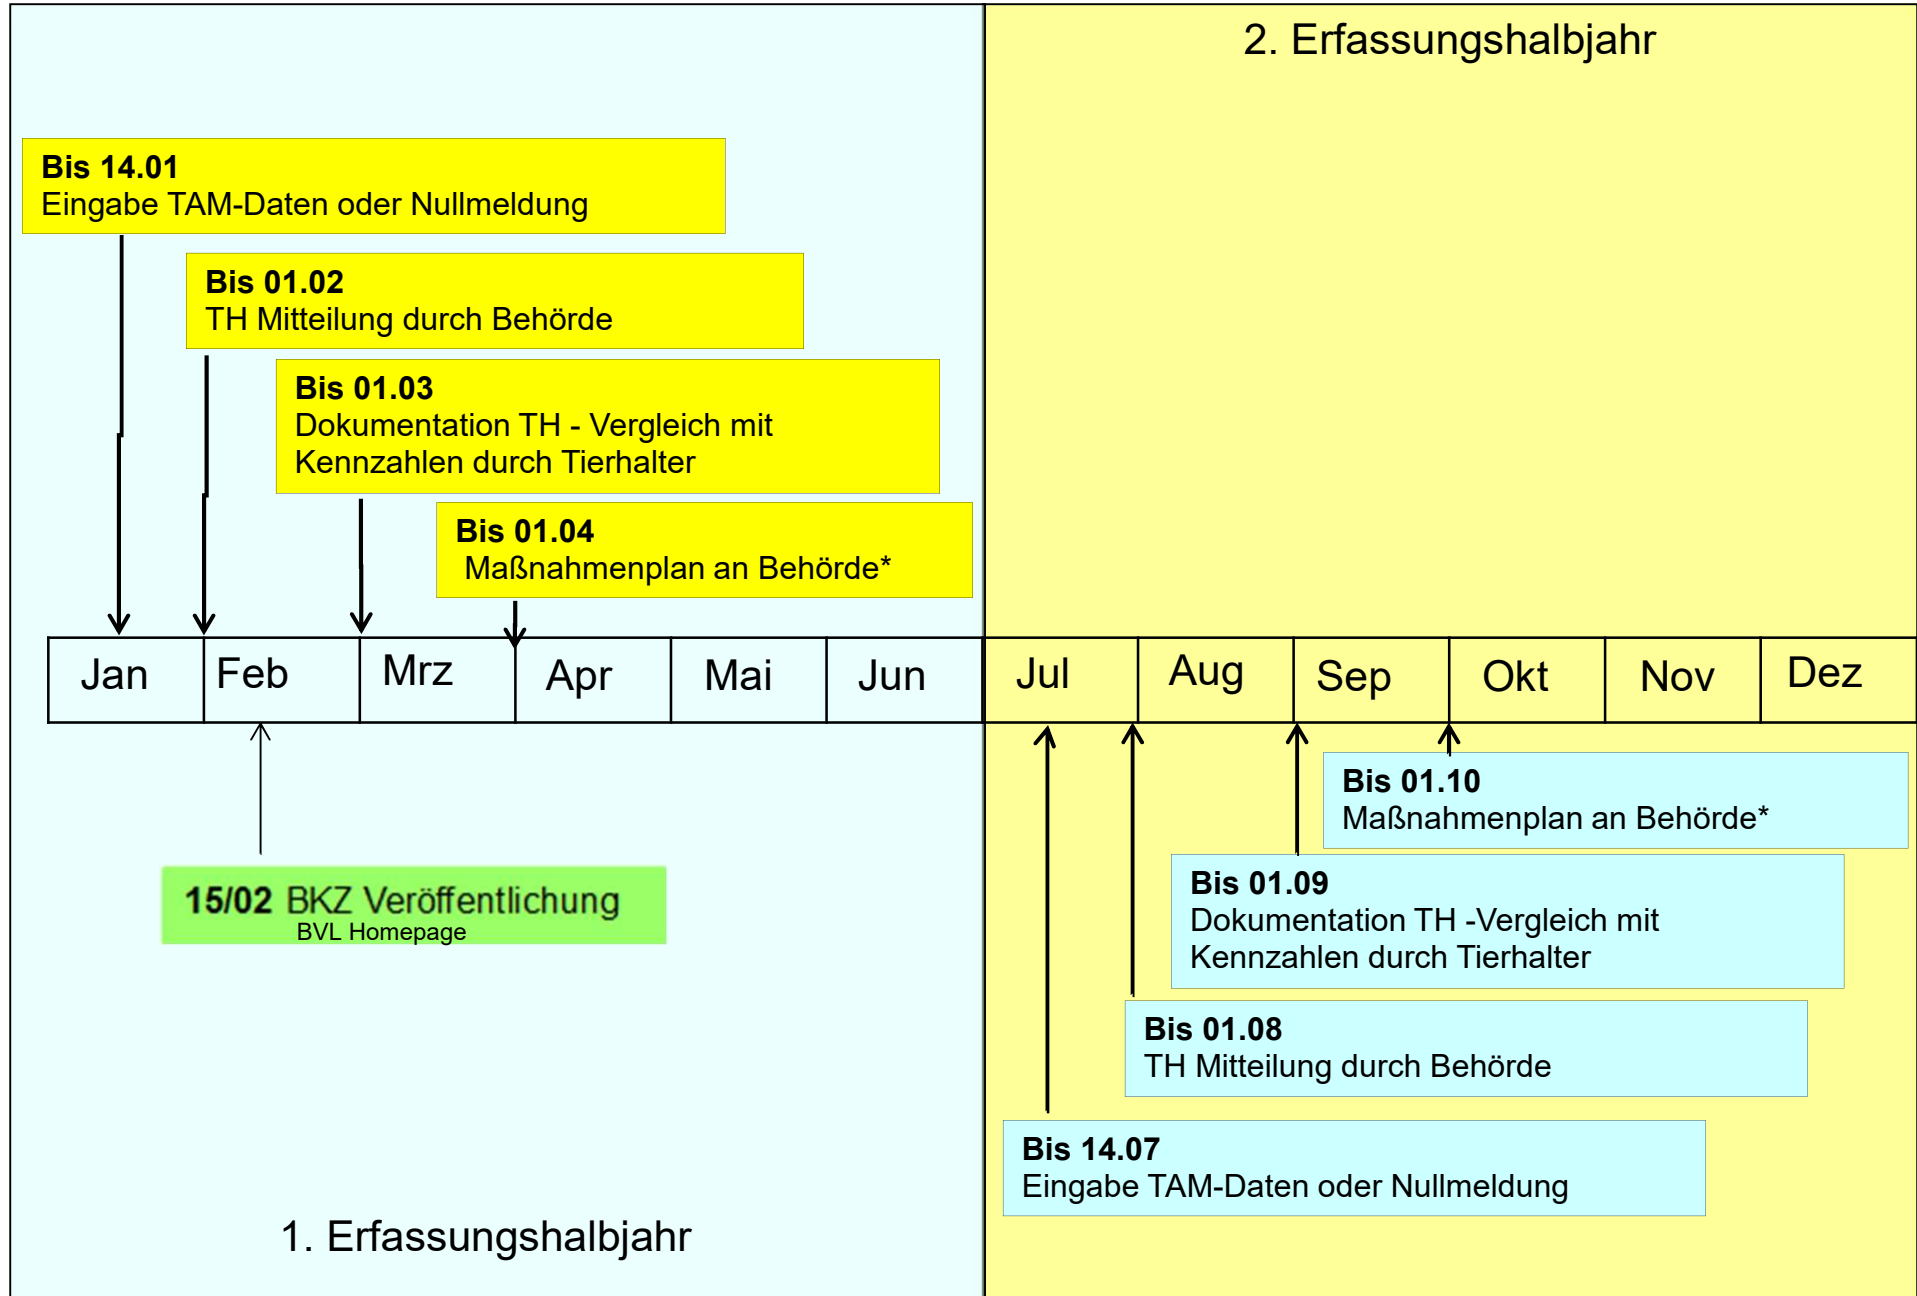 2. Erfassungshalbjahr
Bis 14.01
Eingabe TAM-Daten oder Nullmeldung
Bis 01.02
TH Mitteilung durch Behörde
Bis 01.03
Dokumentation TH - Vergleich mit
Kennzahlen durch Tierhalter
Bis 01.04
Maßnahmenplan an Behörde*
Jan Feb Mrz Apr Mai Jun Jul Aug Sep Okt Nov Dez
15/02 BKZ Veröffentlichung
BVL Homepage
Bis 01.10
Maßnahmenplan an Behörde*
Bis 01.09
Dokumentation TH -Vergleich mit
Kennzahlen durch Tierhalter
Bis 01.08
TH Mitteilung durch Behörde
Bis 14.07
Eingabe TAM-Daten oder Nullmeldung
1. Erfassungshalbjahr